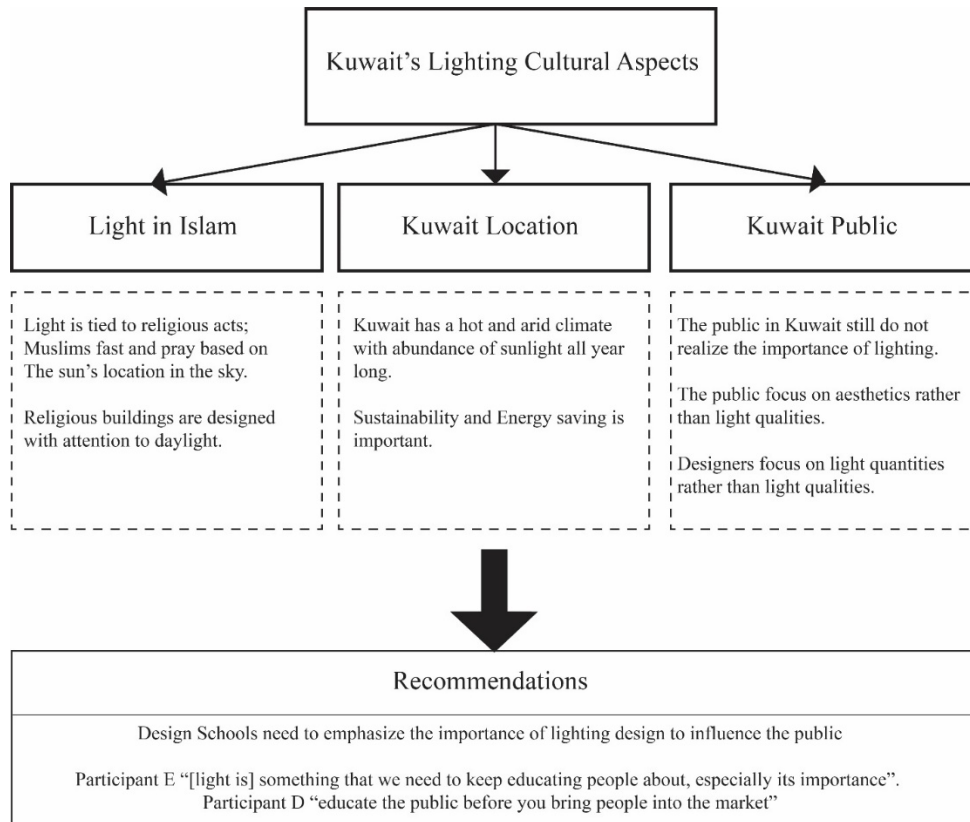 Kuwait’s Lighting Cultural Aspects
Light in Islam
Light is tied to religious acts;
Muslims fast and pray based on
The sun’s location in the sky.
Religious buildings are designed
with attention to daylight.
Kuwait Location
Kuwait has a hot and arid climate
with abundance of sunlight all year
long.
Sustainability and Energy saving is
important.
Kuwait Public
The public in Kuwait still do not
realize the importance of lighting.
The public focus on aesthetics rather
than light qualities.
Designers focus on light quantities
rather than light qualities.
Recommendations
Design Schools need to emphasize the importance of lighting design to influence the public
Participant E “[light is] something that we need to keep educating people about, especially its importance”.
Participant D “educate the public before you bring people into the market”